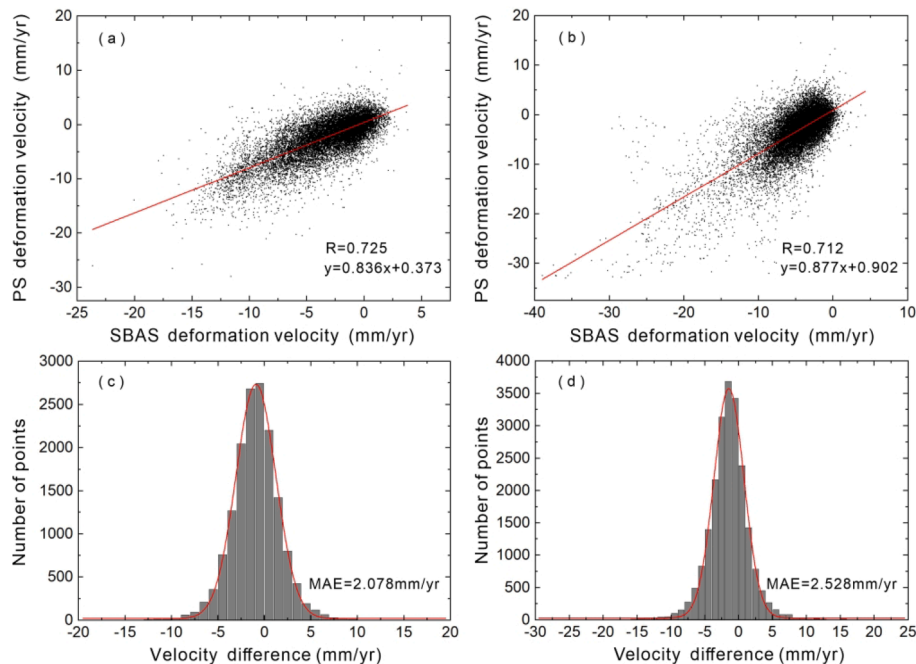 ( a )
PS deformation velocity (mm/yr)
20
10
0
-10
-20
-30
R=0.725
y=0.836x+0.373
-25 -20 -15 -10 -5 0 5
SBAS deformation velocity (mm/yr)
( b )
PS deformation velocity (mm/yr)
20
10
0
-10
-20
-30
R=0.712
y=0.877x+0.902
-40 -30 -20 -10 0 10
SBAS deformation velocity (mm/yr)
( c )
Number of points
3000
2500
2000
1500
1000
500
0
MAE=2.078mm/yr
-20 -15 -10 -5 0 5 10 15 20
Velocity difference (mm/yr)
( d )
Number of points
4000
3500
3000
2500
2000
1500
1000
500
0
MAE=2.528mm/yr
-30 -25 -20 -15 -10 -5 0 5 10 15 20 25
Velocity difference (mm/yr)